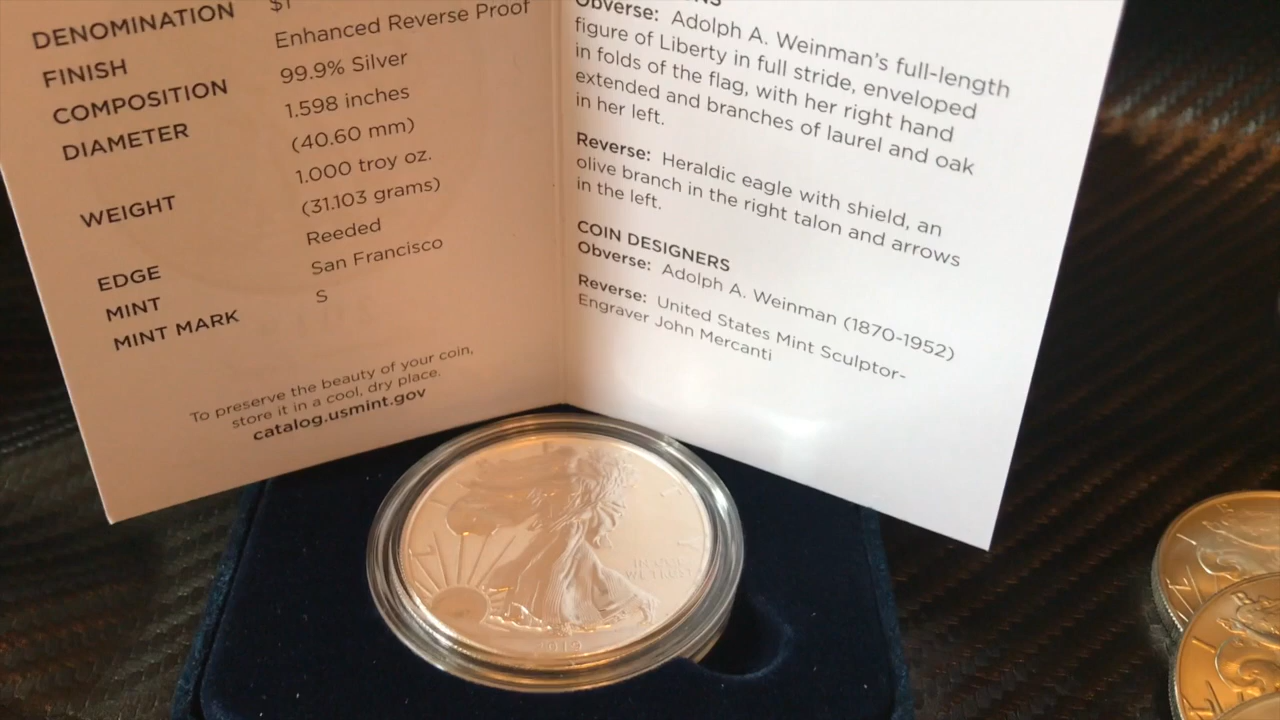 DENOMINATION $1
FINISH Enhanced Reverse Proof
COMPOSITION 99.9% Silver
DIAMETER 1.598 inches
(40.60 mm)
WEIGHT 1.000 troy oz.
(31.103 grams)
EDGE Reeded
MINT San Francisco
MINT MARK S
To preserve the beauty of your coin,
store it in a cool, dry place.
catalog.usmint.gov
Obverse: Adolph A. Weinman's full-length
figure of Liberty in full stride, enveloped
in folds of the flag, with her right hand
extended and branches of laurel and oak
in her left.
Reverse: Heraldic eagle with shield, an
olive branch in the right talon and arrows
in the left.
COIN DESIGNERS
Obverse: Adolph A. Weinman (1870-1952)
Reverse: United States Mint Sculptor-
Engraver John Mercanti
IN GOD
WE TRUST
2019